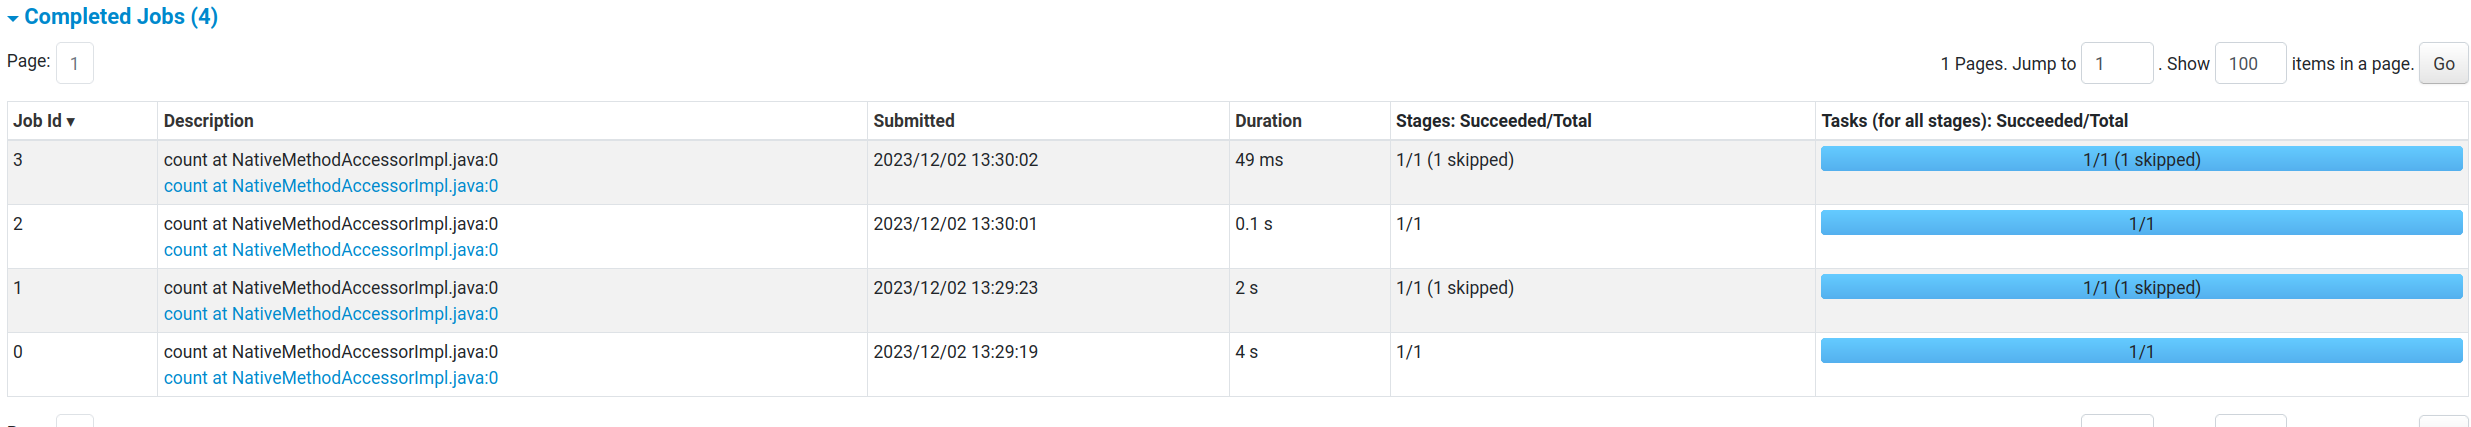 Completed Jobs (4)
Page: 1
1 Pages. Jump to 1 . Show 100 items in a page. Go
Job Id ▾ Description Submitted Duration Stages: Succeeded/Total Tasks (for all stages): Succeeded/Total
3 count at NativeMethodAccessorImpl.java:0 2023/12/02 13:30:02 49 ms 1/1 (1 skipped) 1/1 (1 skipped)
count at NativeMethodAccessorImpl.java:0
2 count at NativeMethodAccessorImpl.java:0 2023/12/02 13:30:01 0.1 s 1/1 1/1
count at NativeMethodAccessorImpl.java:0
1 count at NativeMethodAccessorImpl.java:0 2023/12/02 13:29:23 2 s 1/1 (1 skipped) 1/1 (1 skipped)
count at NativeMethodAccessorImpl.java:0
0 count at NativeMethodAccessorImpl.java:0 2023/12/02 13:29:19 4 s 1/1 1/1
count at NativeMethodAccessorImpl.java:0